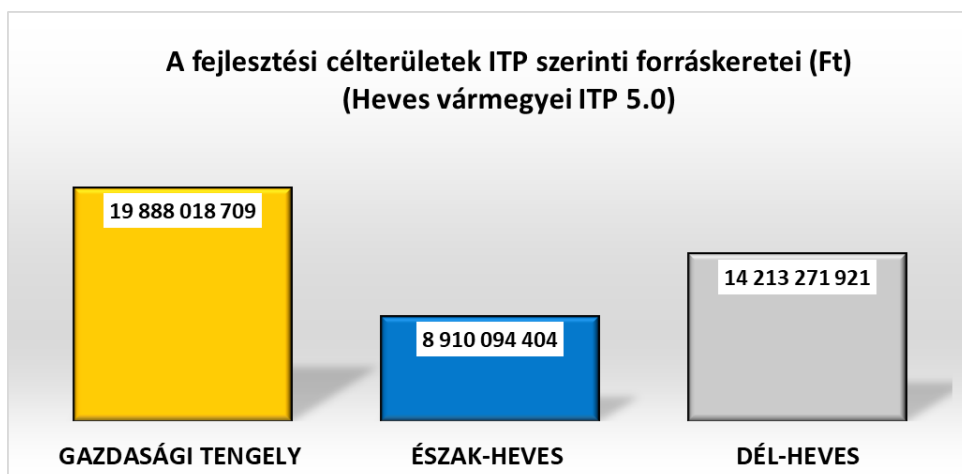 A fejlesztési célterületek ITP szerinti forráskeretei (Ft)
(Heves vármegyei ITP 5.0)
19 888 018 709
8 910 094 404
14 213 271 921
GAZDASÁGI TENGELY
ÉSZAK-HEVES
DÉL-HEVES